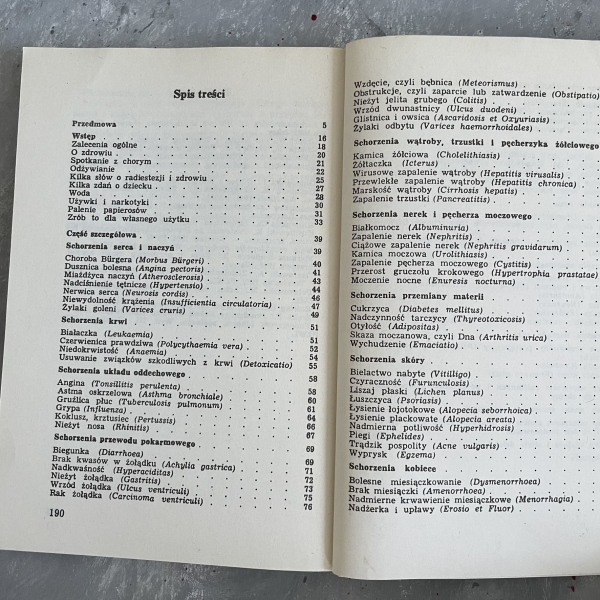 Spis treści
Przedmowa . . . 5
Wstęp . . . 16
Zalecenia ogólne . . . 18
O zdrowiu . . . 20
Spotkanie z chorym . . . 21
Odżywianie . . . 22
Kilka słów o radiestezji i zdrowiu . . . 25
Kilka zdań o dziecku . . . 27
Woda . . . 28
Używki i narkotyki . . . 30
Palenie papierosów . . . 31
Zrób to dla własnego użytku . . . 33
Część szczegółowa . . . 39
Schorzenia serca i naczyń . . . 39
Choroba Bürgera (Morbus Bürgeri) . . . 40
Dusznica bolesna (Angina pectoris) . . . 41
Miażdżyca naczyń (Atherosclerosis) . . . 43
Nadciśnienie tętnicze (Hypertensio) . . . 44
Nerwica serca (Neurosis cordis) . . . 46
Niewydolność krążenia (Insufficientia circulatoria) . . . 47
Żylaki goleni (Varices cruris) . . . 49
Schorzenia krwi . . . 51
Białaczka (Leukaemia) . . . 51
Czerwienica prawdziwa (Polycythaemia vera) . . . 52
Niedokrwistość (Anaemia) . . . 54
Usuwanie związków szkodliwych z krwi (Detoxicatio) 55
Schorzenia układu oddechowego . . . 58
Angina (Tonsillitis perulenta) . . . 58
Astma oskrzelowa (Asthma bronchiale) . . . 60
Gruźlica płuc (Tuberculosis pulmonum) . . . 61
Grypa (Influenza) . . . 64
Koklusz, krztusiec (Pertussis) . . . 66
Nieżyt nosa (Rhinitis) . . . 67
Schorzenia przewodu pokarmowego . . . 69
Biegunka (Diarrhoea) . . . 69
Brak kwasów w żołądku (Achylla gastrica) . . . 71
Nadkwaśność (Hyperaciditas) . . . 72
Nieżyt żołądka (Gastritis) . . . 73
Wrzód żołądka (Ulcus ventriculi) . . . 75
Rak żołądka (Carcinoma ventriculi) . . . 76
190
Wzdęcie, czyli bębnica (Meteorismus) . . .
Obstrukcje, czyli zaparcie lub zatwardzenie (Obstipatio)
Nieżyt jelita grubego (Colitis) . . .
Wrzód dwunastnicy (Ulcus duodeni) . . .
Glistnica i owsica (Ascaridosis et Oxyuriasis) . . .
Żylaki odbytu (Varices haemorrhoidales) . . .
Schorzenia wątroby, trzustki i pęcherzyka żółciowego
Kamica żółciowa (Cholelithiasis) . . .
Żółtaczka (Icterus) . . .
Wirusowe zapalenie wątroby (Hepatitis virusalis) . . .
Przewlekłe zapalenie wątroby (Hepatitis chronica) . . .
Marskość wątroby (Cirrhosis hepatis) . . .
Zapalenie trzustki (Pancreatitis) . . .
Schorzenia nerek i pęcherza moczowego . . .
Białkomocz (Albuminuria) . . .
Zapalenie nerek (Nephritis) . . .
Ciążowe zapalenie nerek (Nephritis gravidarum) . . .
Kamica moczowa (Urolithiasis) . . .
Zapalenie pęcherza moczowego (Cystitis) . . .
Przerost gruczołu krokowego (Hypertrophia prastatae)
Moczenie nocne (Enuresis nocturna) . . .
Schorzenia przemiany materii . . .
Cukrzyca (Diabetes mellitus) . . .
Nadczynność tarczycy (Thyreotoxicosis) . . .
Otyłość (Adipositas) . . .
Skaza moczanowa, czyli Dna (Arthritis urica) . . .
Wychudzenie (Emaciatio) . . .
Schorzenia skóry . . .
Bielactwo nabyte (Vitilligo) . . .
Czyraczność (Furunculosis) . . .
Liszaj płaski (Lichen planus) . . .
Łuszczyca (Psoriasis) . . .
Łysienie łojotokowe (Alopecia seborrhoica) . . .
Łysienie plackowate (Alopecia areata) . . .
Nadmierna potliwość (Hyperhidrosis) . . .
Piegi (Ephelides) . . .
Trądzik pospolity (Acne vulgaris) . . .
Wyprysk (Egzema) . . .
Schorzenia kobiece . . .
Bolesne miesiączkowanie (Dysmenorrhoea) . . .
Brak miesiączki (Amenorrhoea) . . .
Nadmierne krwawienie miesiączkowe (Menorrhagia) . . .
Nadżerka i upławy (Erosio et Fluor) . . .